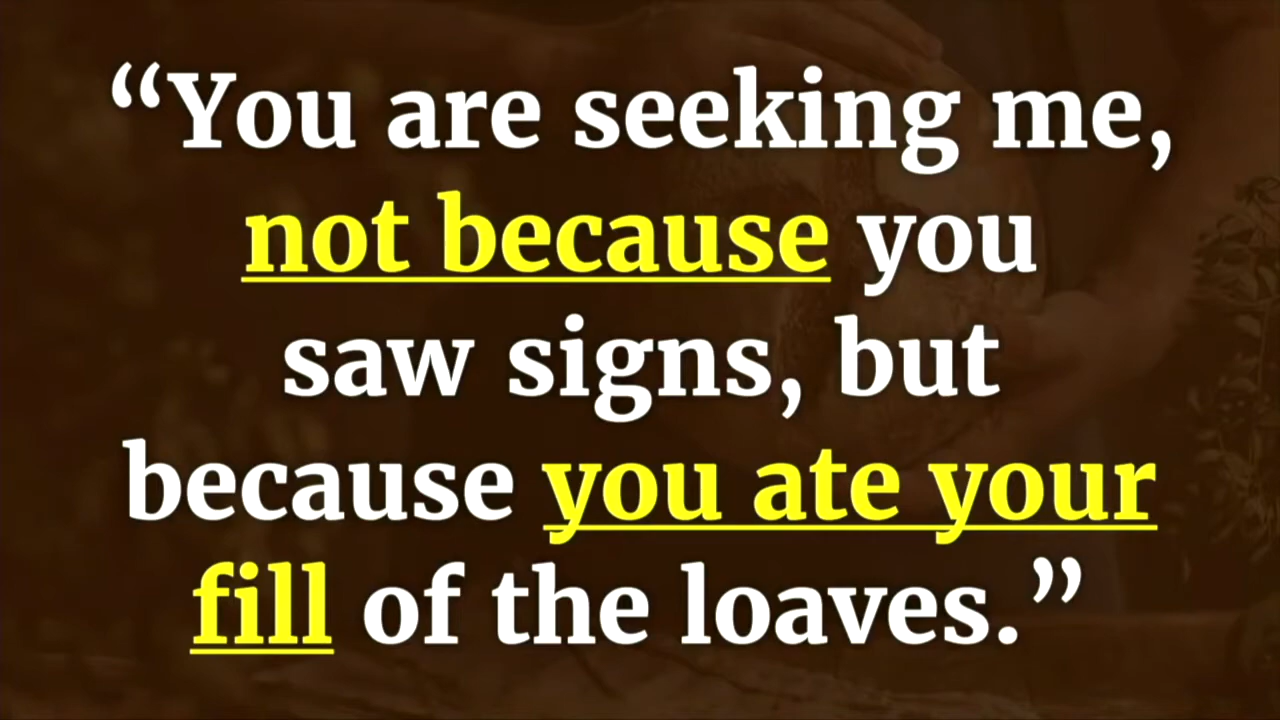 “You are seeking me,
not because you
saw signs, but
because you ate your
fill of the loaves.”